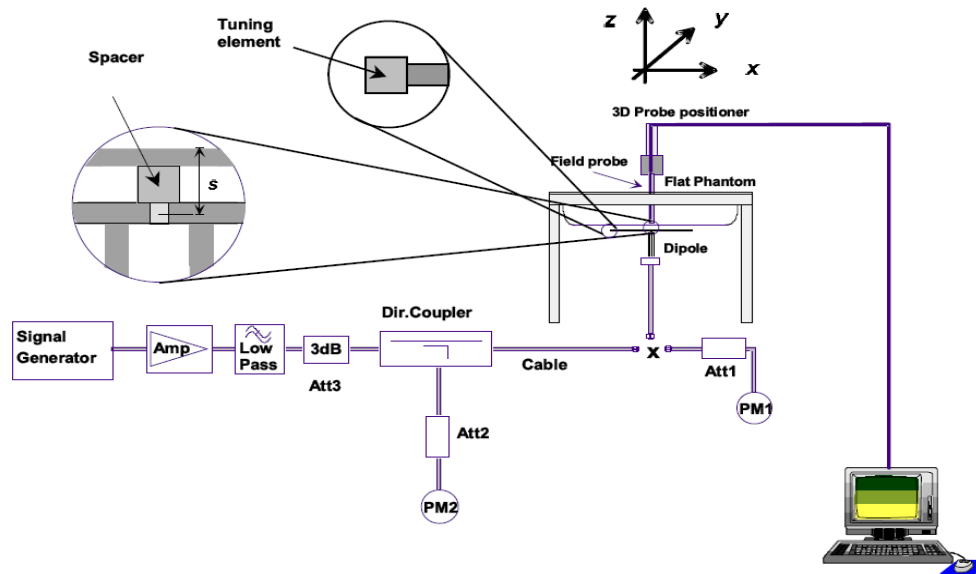 Tuning
element
Spacer
s
z
y
x
3D Probe positioner
Field probe
Flat Phantom
Dipole
Dir.Coupler
Signal
Generator
Amp
Low
Pass
3dB
Att3
Cable
x
Att1
PM1
Att2
PM2